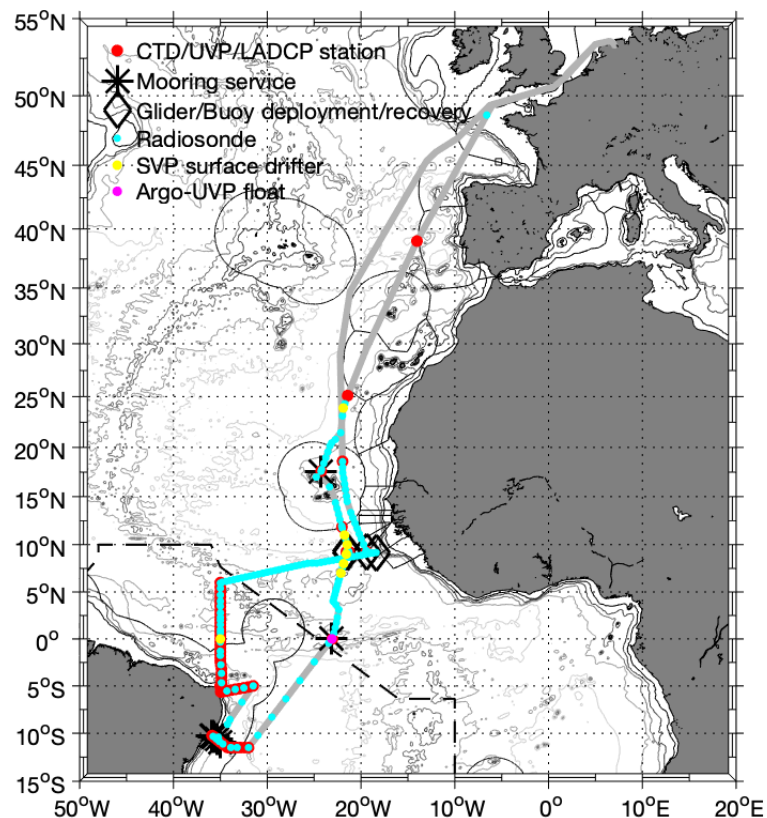 55°N
50°N
45°N
40°N
35°N
30°N
25°N
20°N
15°N
10°N
5°N
0°
5°S
10°S
15°S
CTD/UVP/LADCP station
Mooring service
Glider/Buoy deployment/recovery
Radiosonde
SVP surface drifter
Argo-UVP float
50°W 40°W 30°W 20°W 10°W 0° 10°E 20°E